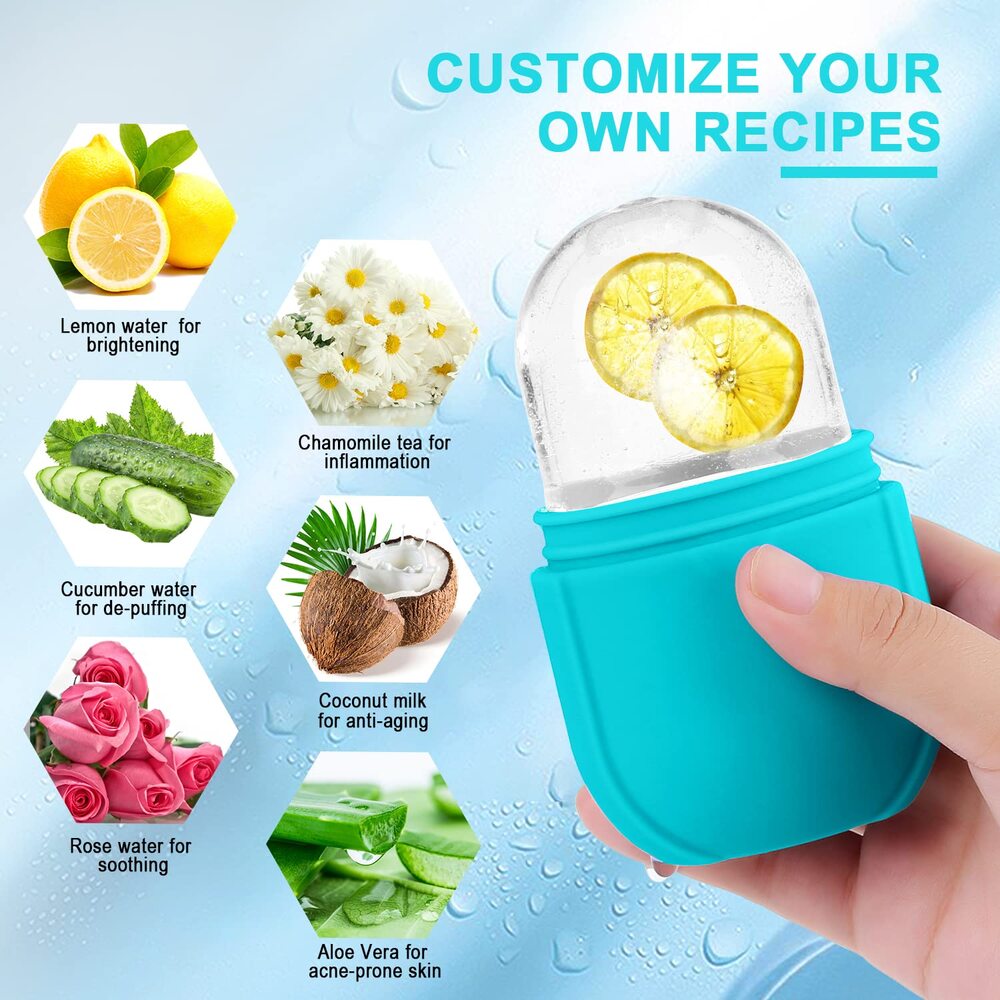 CUSTOMIZE YOUR
OWN RECIPES
Lemon water for
brightening
Chamomile tea for
inflammation
Cucumber water
for de-puffing
Coconut milk
for anti-aging
Rose water for
soothing
Aloe Vera for
acne-prone skin